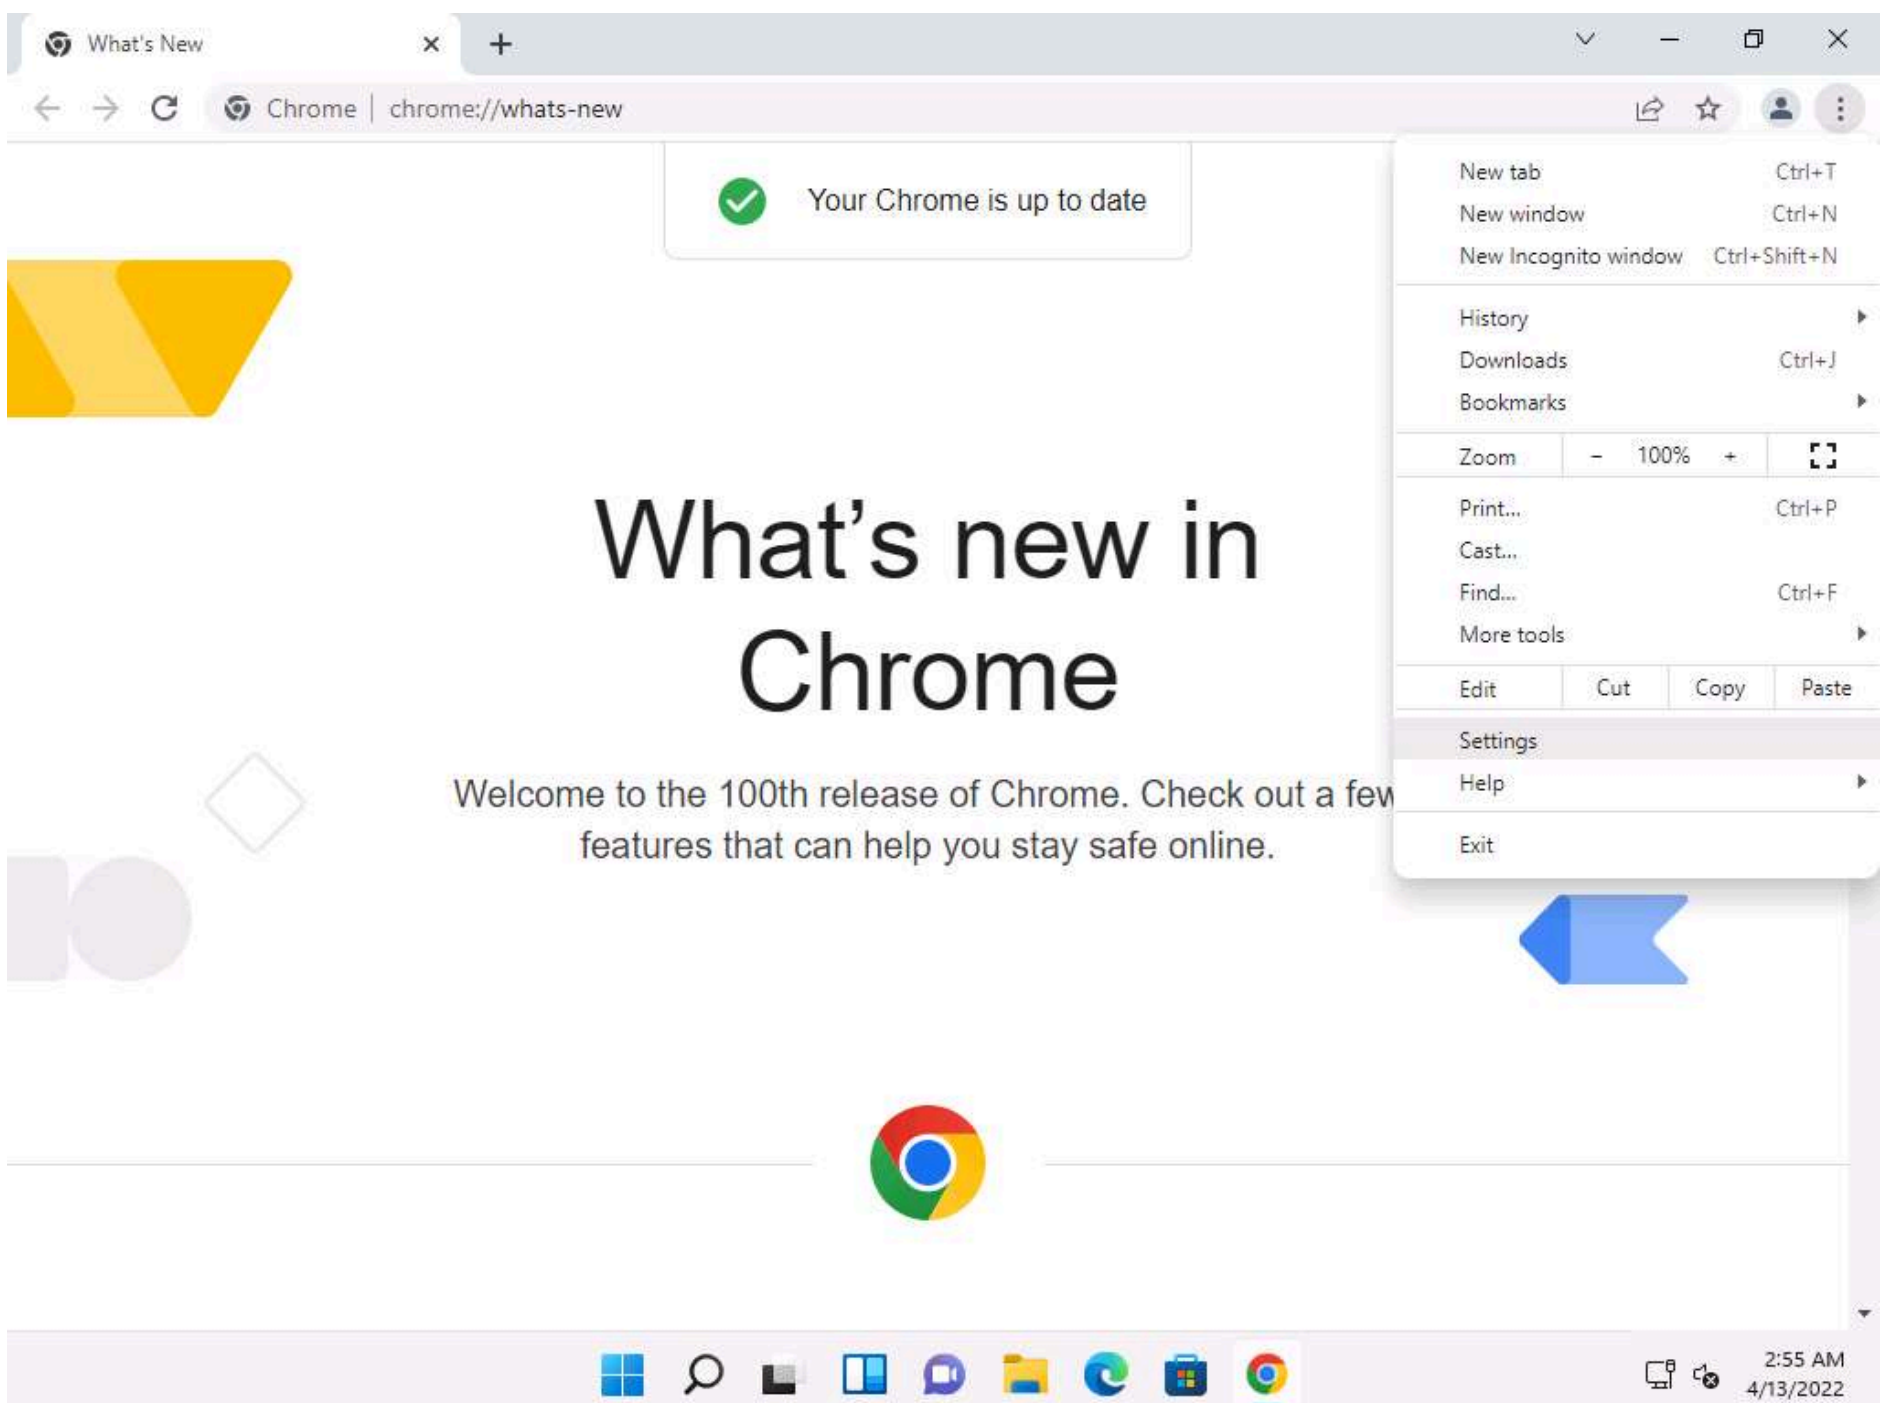 What's New
Chrome | chrome://whats-new
Your Chrome is up to date
What's new in
Chrome
Welcome to the 100th release of Chrome. Check out a few
features that can help you stay safe online.
New tab Ctrl+T
New window Ctrl+N
New Incognito window Ctrl+Shift+N
History
Downloads Ctrl+J
Bookmarks
Zoom - 100% +
Print... Ctrl+P
Cast...
Find... Ctrl+F
More tools
Edit Cut Copy Paste
Settings
Help
Exit
2:55 AM
4/13/2022